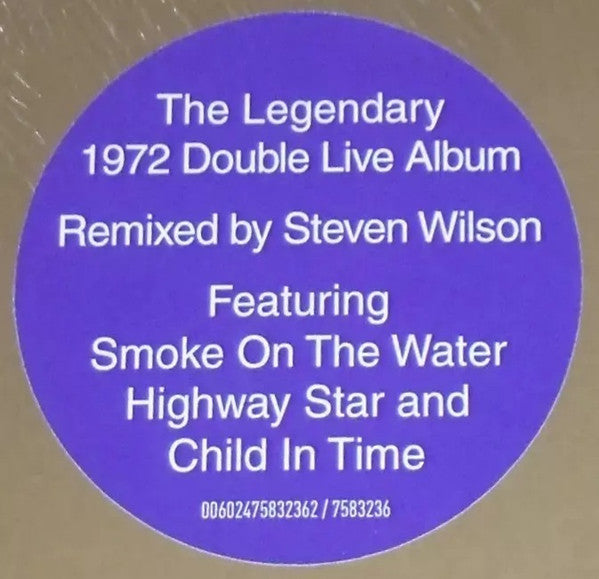 The Legendary
1972 Double Live Album
Remixed by Steven Wilson
Featuring
Smoke On The Water
Highway Star and
Child In Time
00602475832362 / 7583236